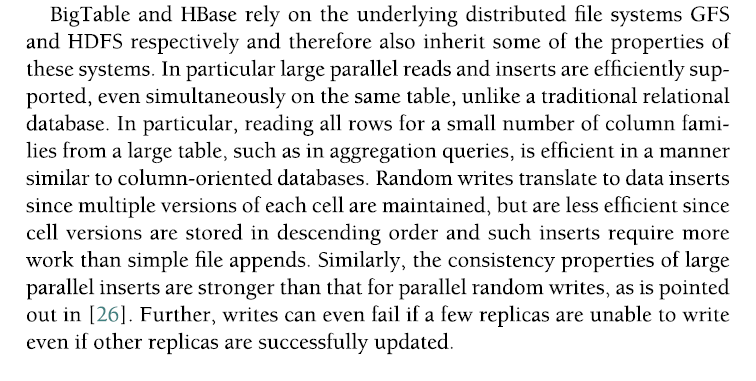 BigTable and HBase rely on the underlying distributed file systems GFS
and HDFS respectively and therefore also inherit some of the properties of
these systems. In particular large parallel reads and inserts are efficiently sup-
ported, even simultaneously on the same table, unlike a traditional relational
database. In particular, reading all rows for a small number of column fami-
lies from a large table, such as in aggregation queries, is efficient in a manner
similar to column-oriented databases. Random writes translate to data inserts
since multiple versions of each cell are maintained, but are less efficient since
cell versions are stored in descending order and such inserts require more
work than simple file appends. Similarly, the consistency properties of large
parallel inserts are stronger than that for parallel random writes, as is pointed
out in [26]. Further, writes can even fail if a few replicas are unable to write
even if other replicas are successfully updated.